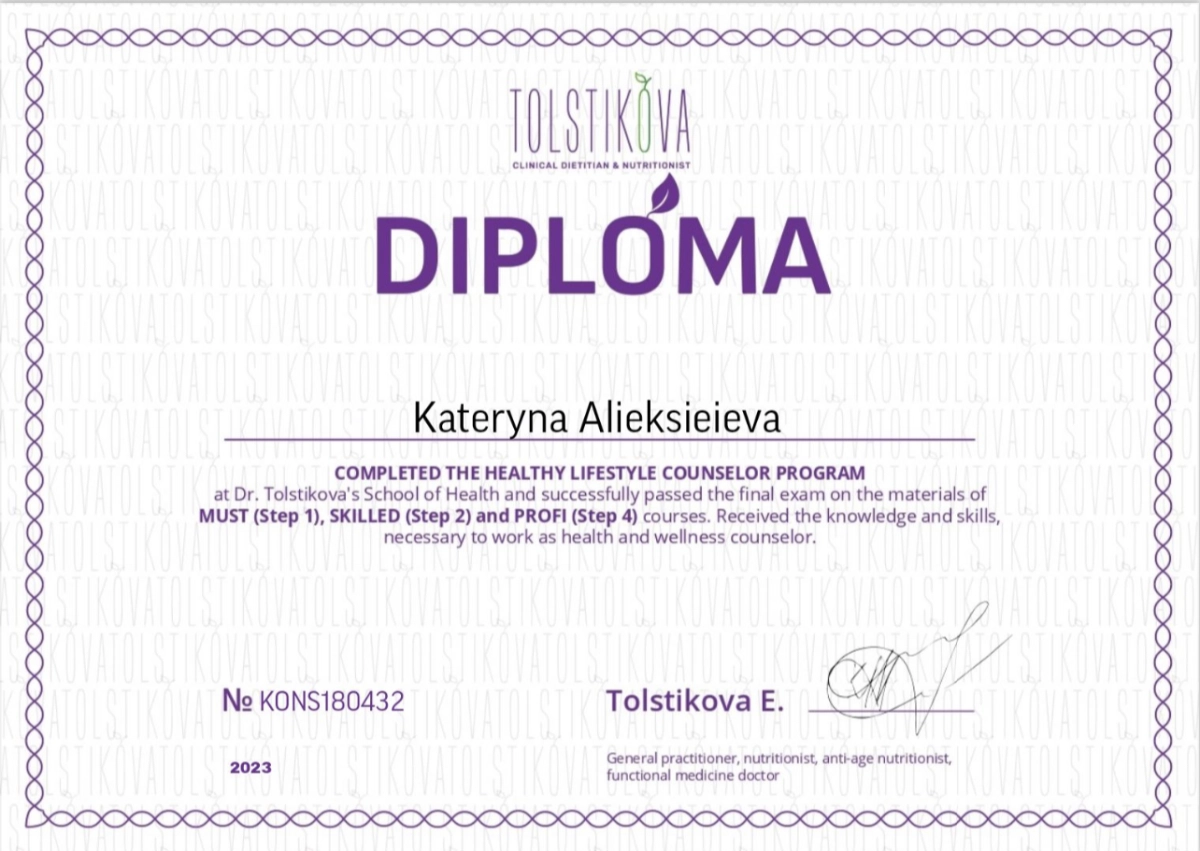 TOLSTIKOVA
CLINICAL DIETITIAN & NUTRITIONIST
DIPLOMA
Kateryna Alieksieieva
COMPLETED THE HEALTHY LIFESTYLE COUNSELOR PROGRAM
at Dr. Tolstikova's School of Health and successfully passed the final exam on the materials of
MUST (Step 1), SKILLED (Step 2) and PROFI (Step 4) courses. Received the knowledge and skills,
necessary to work as health and wellness counselor.
№ KONS180432
Tolstikova E.
2023
General practitioner, nutritionist, anti-age nutritionist,
functional medicine doctor